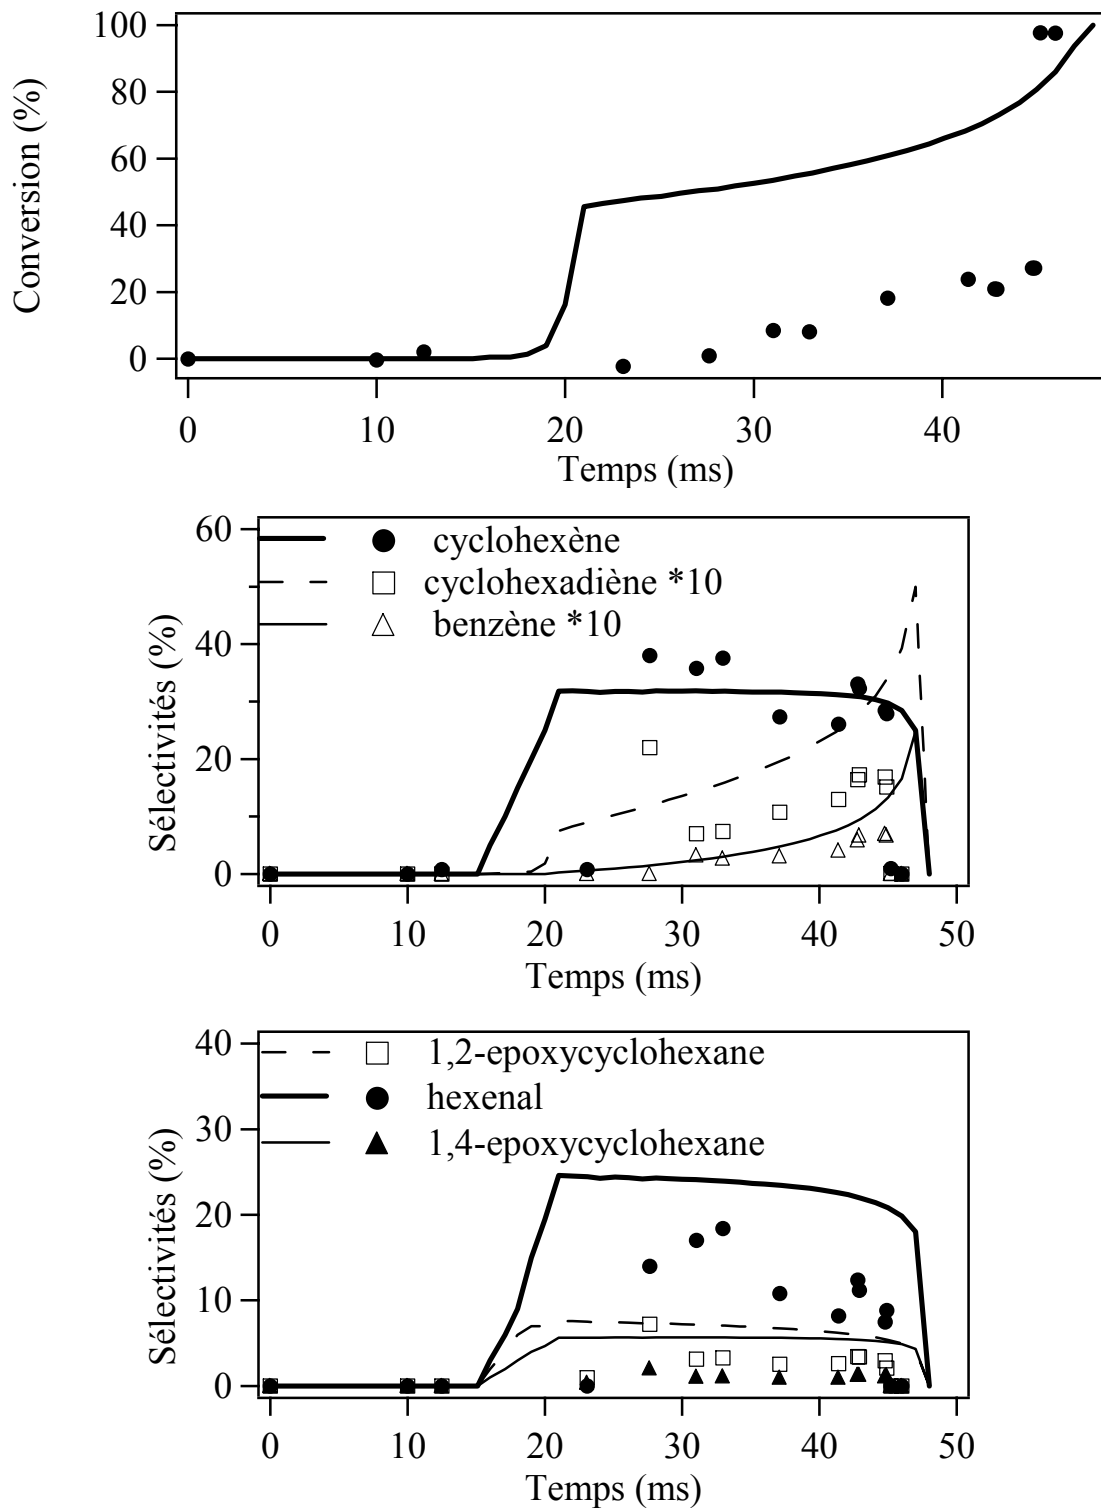 100
80
60
40
20
0
Conversion (%)
0 10 20 30 40
Temps (ms)
60
40
20
0
Sélectivités (%)
cyclohexène
cyclohexadiène *10
benzène *10
0 10 20 30 40 50
Temps (ms)
40
30
20
10
0
Sélectivités (%)
1,2-epoxycyclohexane
hexenal
1,4-epoxycyclohexane
0 10 20 30 40 50
Temps (ms)